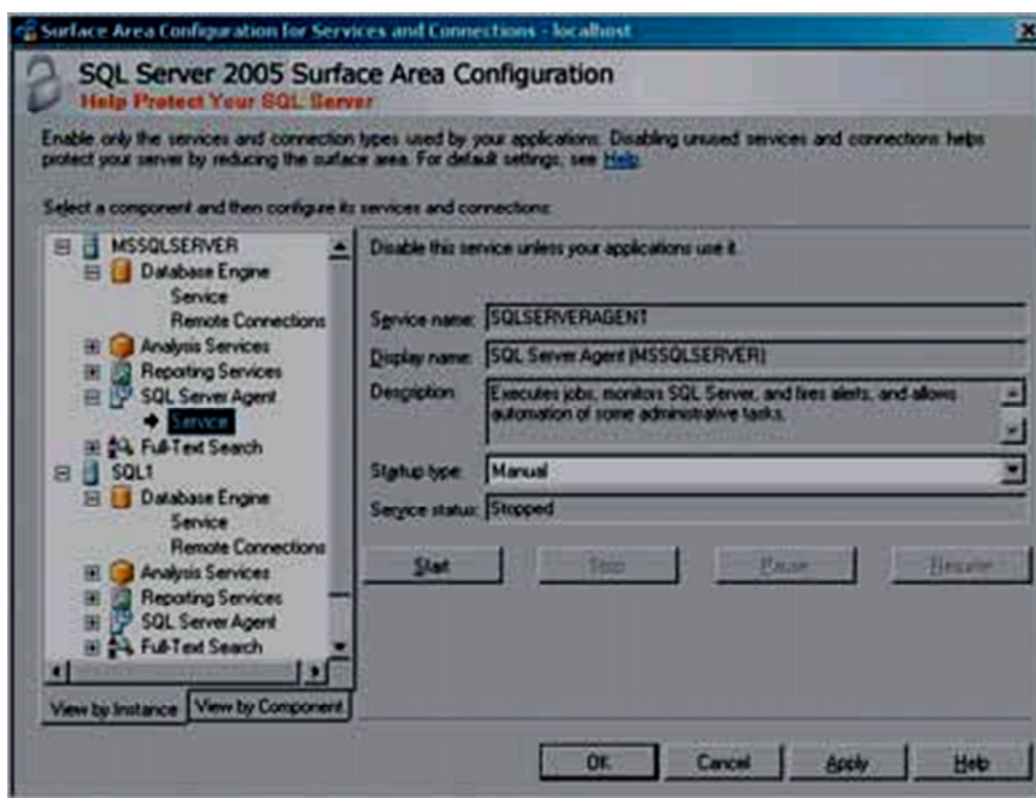 Surface Area Configuration for Services and Connections - localhost
SQL Server 2005 Surface Area Configuration
Help Protect Your SQL Server
Enable only the services and connection types used by your applications. Disabling unused services and connections helps
protect your server by reducing the surface area. For default settings, see Help.
Select a component and then configure its services and connections:
MSSQLSERVER
Database Engine
Service
Remote Connections
Analysis Services
Reporting Services
SQL Server Agent
Service
Full-Text Search
SQL1
Database Engine
Service
Remote Connections
Analysis Services
Reporting Services
SQL Server Agent
Full-Text Search
View by Instance
View by Component
Disable this service unless your applications use it.
Service name: SQLSERVERAGENT
Display name: SQL Server Agent (MSSQLSERVER)
Description: Executes jobs, monitors SQL Server, and fires alerts, and allows
automation of some administrative tasks.
Startup type: Manual
Service status: Stopped
Start
Stop
Pause
Resume
OK
Cancel
Apply
Help